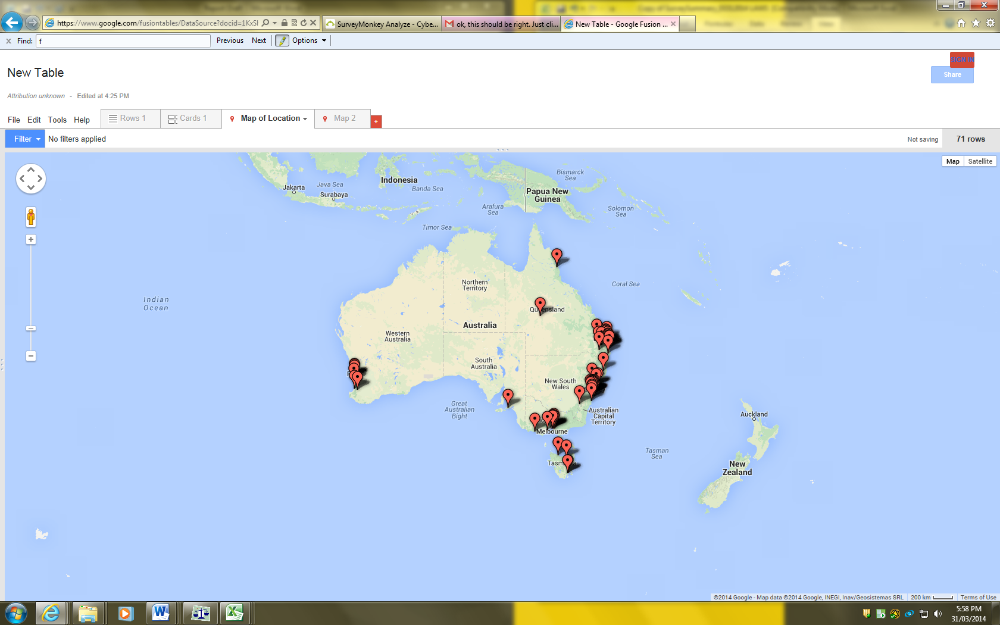 https://www.google.com/fusiontables/DataSource?docid=1KxSl
SurveyMonkey Analyze - Cybe...
ok, this should be right. Just cli...
New Table - Google Fusion ...
Find: f
Previous Next Options
SIGN IN
New Table
Share
Attribution unknown - Edited at 4:25 PM
File Edit Tools Help
Rows 1
Cards 1
Map of Location
Map 2
+
Filter No filters applied
Not saving
71 rows
Map Satellite
Bismarck
Sea
Indonesia
Java Sea
Jakarta
Banda Sea
Surabaya
Papua New
Guinea
Arafura
Sea
Solomon
Sea
Timor Sea
Northern
Territory
Coral Sea
Indian
Ocean
Queensland
Australia
Western
Australia
South
Australia
New South
Wales
Great
Australian
Bight
Australian
Capital
Territory
Auckland
Melbourne
Tasman
Sea
New
Zealand
©2014 Google - Map data ©2014 Google, INEGI, Inav/Geosistemas SRL
200 km
Terms of Use
5:58 PM
31/03/2014